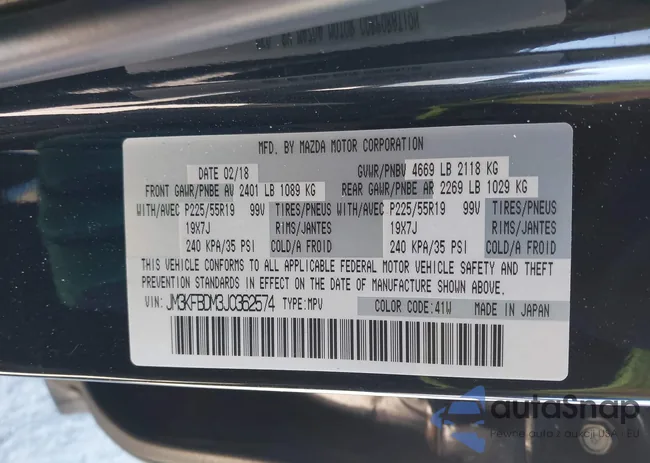 MFD. BY MAZDA MOTOR CORPORATION
DATE 02/18 GVWR/PNBV 4669 LB 2118 KG
FRONT GAWR/PNBE AV 2401 LB 1089 KG REAR GAWR/PNBE AR 2269 LB 1029 KG
WITH/AVEC P225/55R19 99V TIRES/PNEUS WITH/AVEC P225/55R19 99V TIRES/PNEUS
19X7J RIMS/JANTES 19X7J RIMS/JANTES
240 KPA/35 PSI COLD/A FROID 240 KPA/35 PSI COLD/A FROID
THIS VEHICLE CONFORMS TO ALL APPLICABLE FEDERAL MOTOR VEHICLE SAFETY AND THEFT
PREVENTION STANDARDS IN EFFECT ON THE DATE OF MANUFACTURE SHOWN ABOVE.
VIN: JM3KFBDM3J0362574 TYPE:MPV COLOR CODE:41W MADE IN JAPAN
autoSnap
Pewne auta z aukcji USA - EU